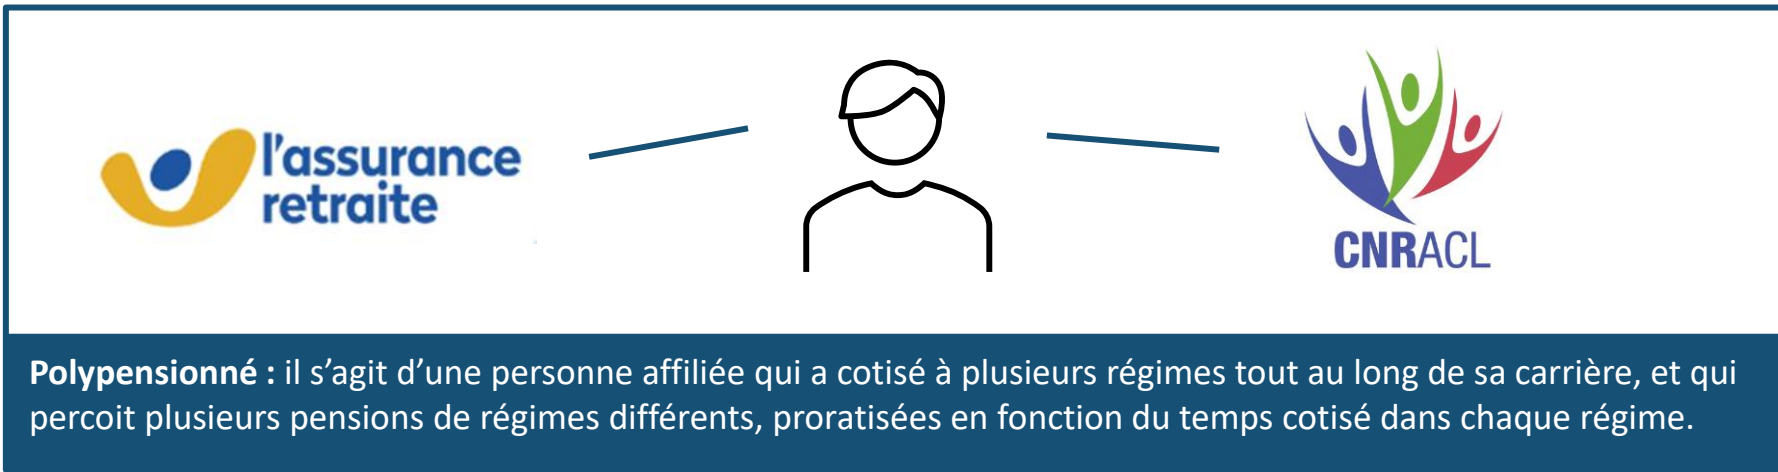 l'assurance
retraite
CNRACL
Polypensionné : il s’agit d’une personne affiliée qui a cotisé à plusieurs régimes tout au long de sa carrière, et qui
percoit plusieurs pensions de régimes différents, proratisées en fonction du temps cotisé dans chaque régime.